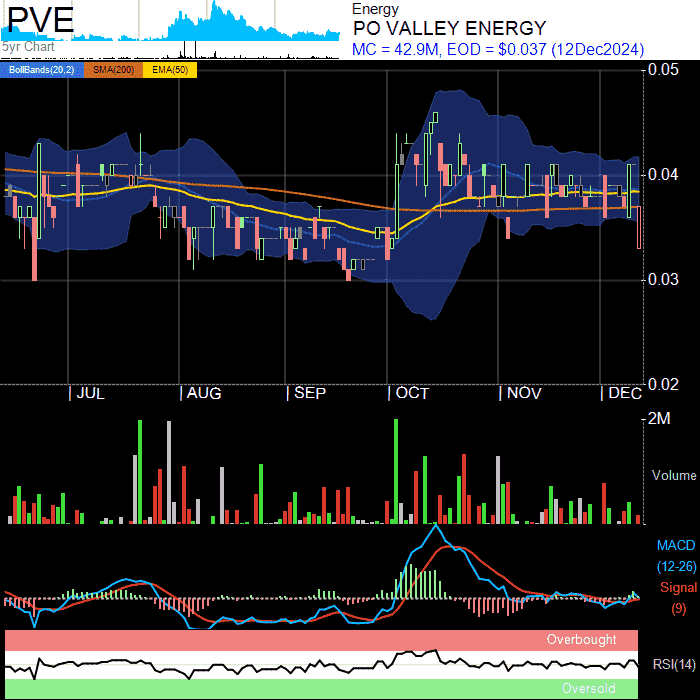 PVE
5yr Chart
Energy
PO VALLEY ENERGY
MC = 42.9M, EOD = $0.037 (12Dec2024)
BollBands(20,2) SMA(200) EMA(50)
0.05
0.04
0.03
0.02
JUL AUG SEP OCT NOV DEC
2M
Volume
MACD
(12-26)
Signal
(9)
Overbought
RSI(14)
Oversold